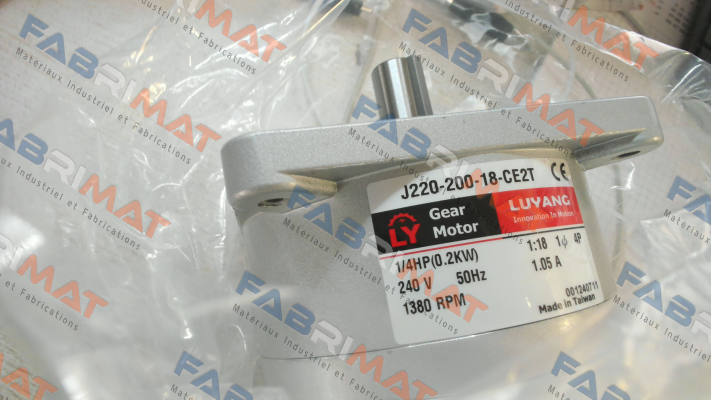 J220-200-18-CE2T CE
LY Gear Motor LUYANG
Innovation In Motion
1/4HP(0.2KW) 1:18 1φ 4P
240 V 50Hz 1.05 A
1380 RPM 001240711
Made in Taiwan
FABRIMAT
Matériaux Industriel et Fabrications